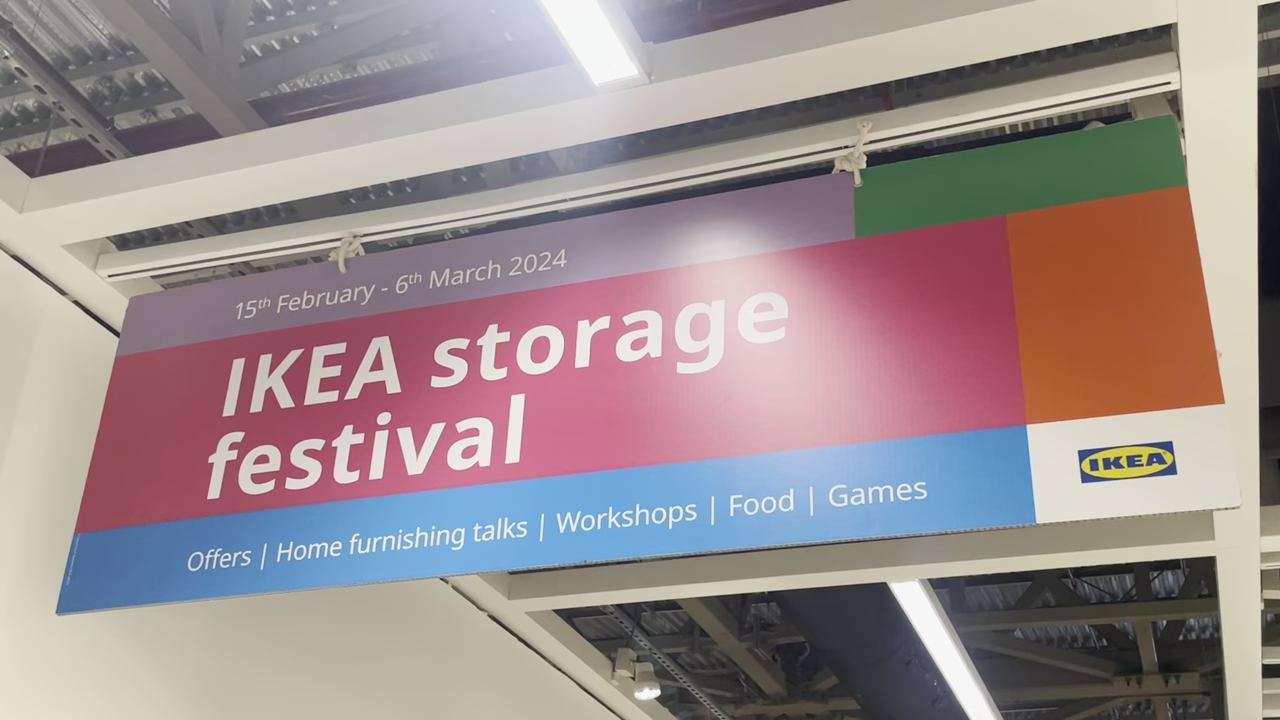 15th February - 6th March 2024
IKEA storage
festival
Offers | Home furnishing talks | Workshops | Food | Games
IKEA